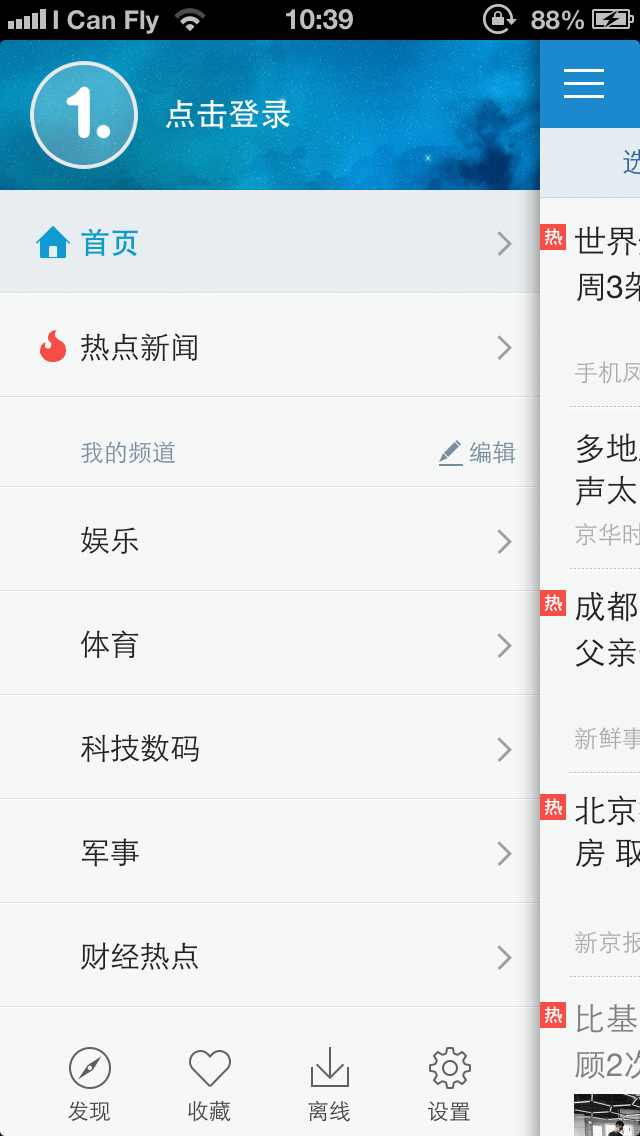 I Can Fly 10:39 88%
1.
点击登录
首页
热点新闻
我的频道 编辑
娱乐
体育
科技数码
军事
财经热点
发现 收藏 离线 设置
选
热 世界
周3架
手机凤
多地
声太
京华时
热 成都
父亲
新鲜事
热 北京
房 取
新京报
热 比基
顾2次